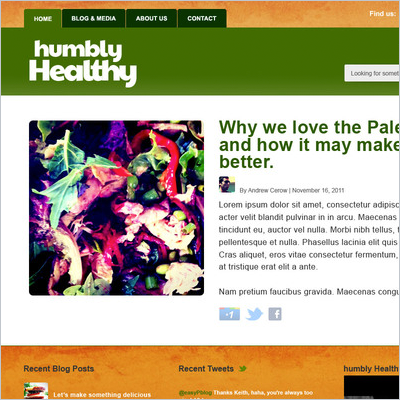 HOME BLOG & MEDIA ABOUT US CONTACT Find us:
humbly
Healthy
Looking for somet
Why we love the Pale
and how it may make
better.
By Andrew Cerow | November 16, 2011
Lorem ipsum dolor sit amet, consectetur adipisc
acter velit blandit pulvinar in in arcu. Maecenas
tincidunt eu, auctor vel nulla. Morbi nibh tellus, t
pellentesque et nulla. Phasellus lacinia elit quis
Cras aliquet, eros vitae consectetur fermentum,
at tristique erat elit a ante.
Nam pretium faucibus gravida. Maecenas congu
+1
f
Recent Blog Posts Recent Tweets humbly Health
Let's make something delicious
@easyPblog Thanks Keith, haha, you're always too